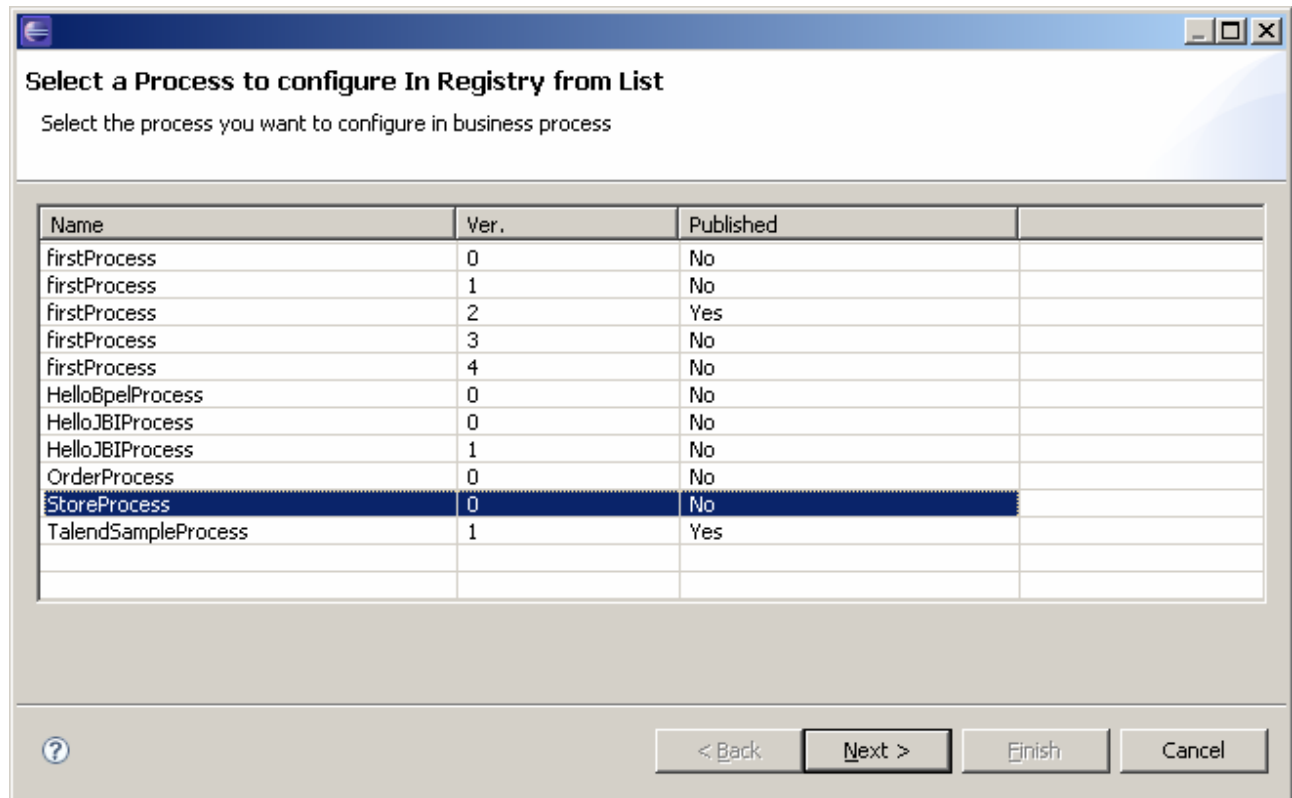 Select a Process to configure In Registry from List
Select the process you want to configure in business process
Name Ver. Published
firstProcess 0 No
firstProcess 1 No
firstProcess 2 Yes
firstProcess 3 No
firstProcess 4 No
HelloBpelProcess 0 No
HelloJBIProcess 0 No
HelloJBIProcess 1 No
OrderProcess 0 No
StoreProcess 0 No
TalendSampleProcess 1 Yes
? < Back Next > Finish Cancel